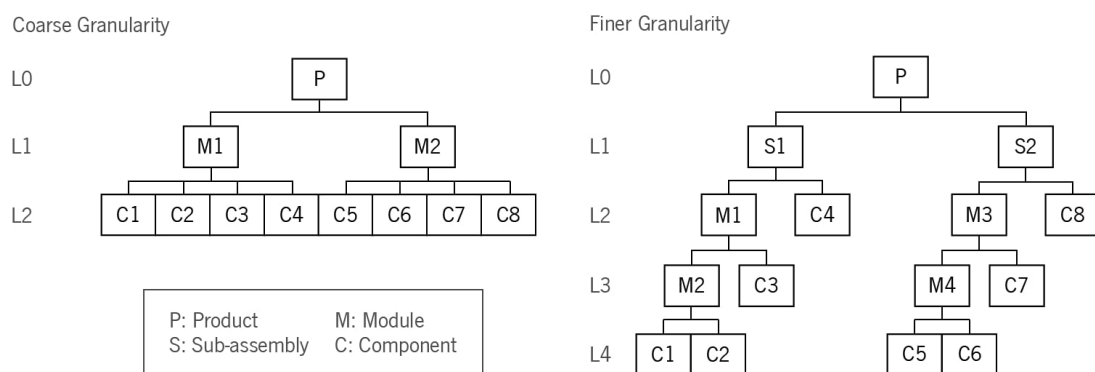 Coarse Granularity
L0
P
L1
M1 M2
L2
C1 C2 C3 C4 C5 C6 C7 C8
P: Product M: Module
S: Sub-assembly C: Component
Finer Granularity
L0
P
L1
S1 S2
L2
M1 C4 M3 C8
L3
M2 C3 M4 C7
L4
C1 C2 C5 C6